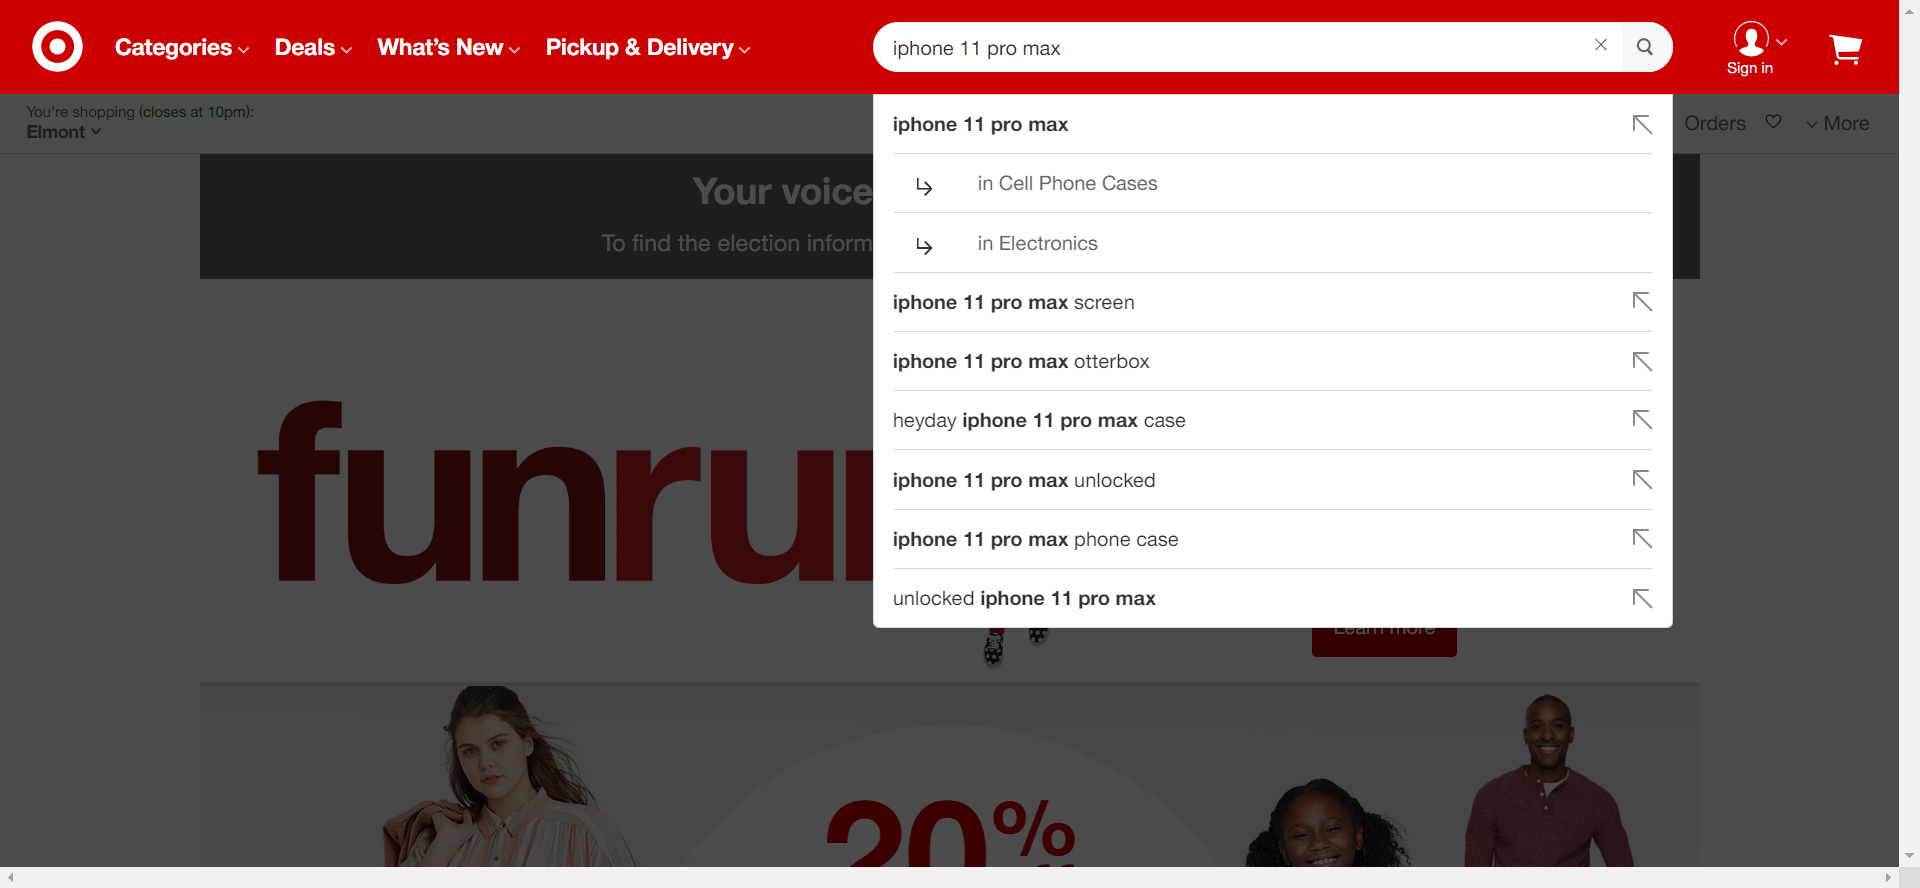 Categories Deals What's New Pickup & Delivery
iphone 11 pro max
Sign in
You're shopping (closes at 10pm):
Elmont
Orders More
Your voice
To find the election inform
iphone 11 pro max
in Cell Phone Cases
in Electronics
iphone 11 pro max screen
iphone 11 pro max otterbox
heyday iphone 11 pro max case
iphone 11 pro max unlocked
iphone 11 pro max phone case
unlocked iphone 11 pro max
funru
Learn more
20%